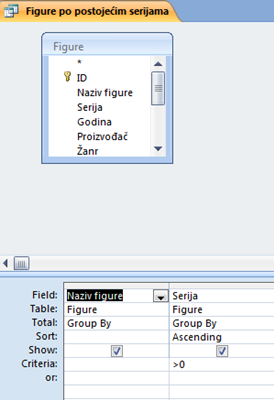 Figure po postojećim serijama
Figure
*
ID
Naziv figure
Serija
Godina
Proizvođač
Žanr
Field: Naziv figure Serija
Table: Figure Figure
Total: Group By Group By
Sort: Ascending
Show:
Criteria: >0
or: